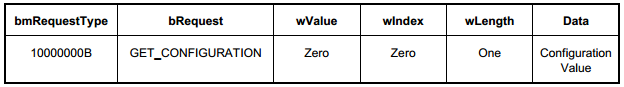 bmRequestType bRequest wValue wIndex wLength Data
10000000B GET_CONFIGURATION Zero Zero One Configuration
Value